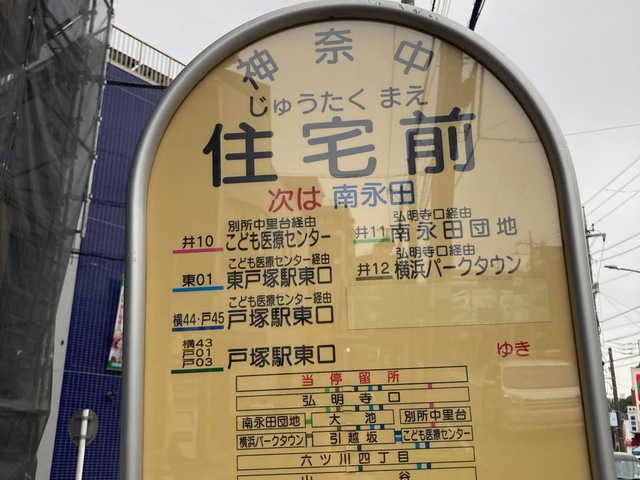 神奈中
じゅうたく まえ
住宅前
次は 南永田
別所中里台経由
井10 こども医療センター
こども医療センター経由
東01 東戸塚駅東口
こども医療センター経由
横44・戸45 戸塚駅東口
横43
戸01
戸03 戸塚駅東口
弘明寺口経由
井11 南永田団地
弘明寺口経由
井12 横浜パークタウン
ゆき
当停留所
弘明寺口
南永田団地 大池 別所中里台
横浜パークタウン 引越坂 こども医療センター
六ツ川四丁目
山谷